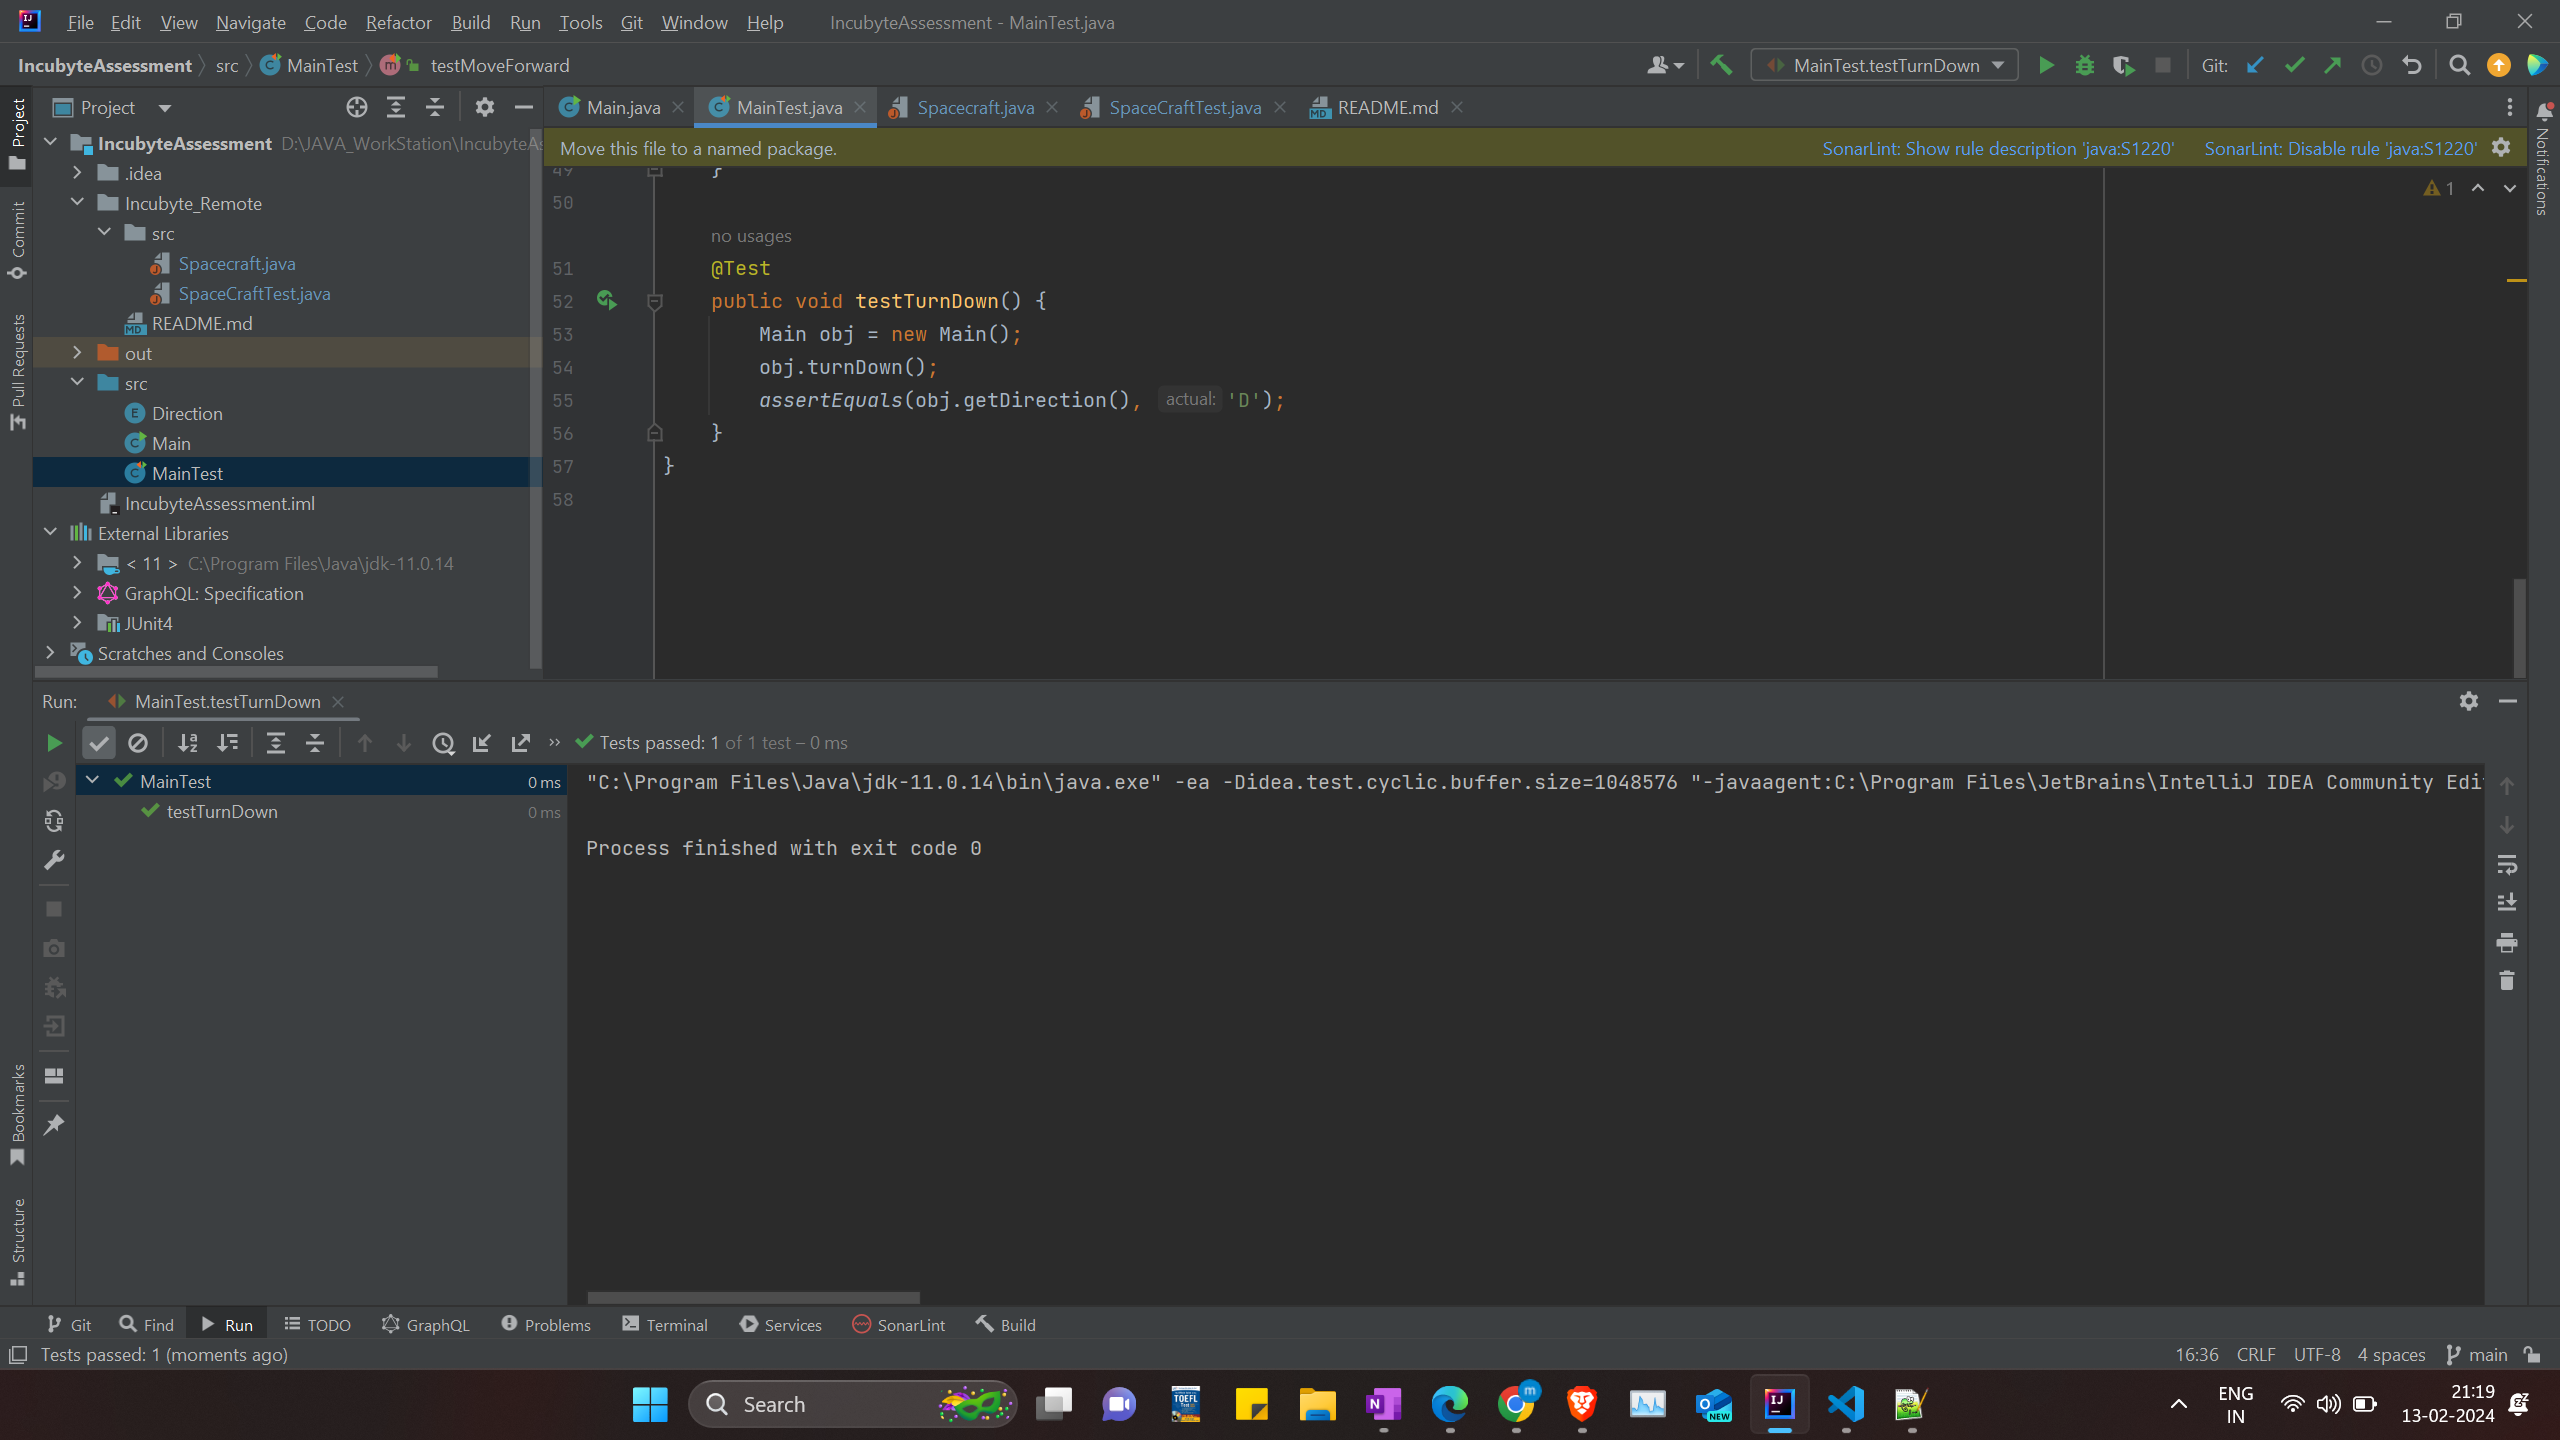 File Edit View Navigate Code Refactor Build Run Tools Git Window Help IncubyteAssessment - MainTest.java
IncubyteAssessment src MainTest testMoveForward
MainTest.testTurnDown Git:
Project
Main.java MainTest.java Spacecraft.java SpaceCraftTest.java README.md
Project
Commit
Pull Requests
Bookmarks
Structure
Notifications
IncubyteAssessment D:\JAVA_WorkStation\IncubyteAs
.idea
Incubyte_Remote
src
Spacecraft.java
SpaceCraftTest.java
README.md
out
src
Direction
Main
MainTest
IncubyteAssessment.iml
External Libraries
< 11 > C:\Program Files\Java\jdk-11.0.14
GraphQL: Specification
JUnit4
Scratches and Consoles
Move this file to a named package. SonarLint: Show rule description 'java:S1220' SonarLint: Disable rule 'java:S1220'
1
49 }
50
no usages
51 @Test
52 public void testTurnDown() {
53 Main obj = new Main();
54 obj.turnDown();
55 assertEquals(obj.getDirection(), actual: 'D');
56 }
57 }
58
Run: MainTest.testTurnDown
Tests passed: 1 of 1 test – 0 ms
MainTest 0 ms
testTurnDown 0 ms
"C:\Program Files\Java\jdk-11.0.14\bin\java.exe" -ea -Didea.test.cyclic.buffer.size=1048576 "-javaagent:C:\Program Files\JetBrains\IntelliJ IDEA Community Edi
Process finished with exit code 0
Git Find Run TODO GraphQL Problems Terminal Services SonarLint Build
Tests passed: 1 (moments ago) 16:36 CRLF UTF-8 4 spaces main
Search
ENG
IN
21:19
13-02-2024